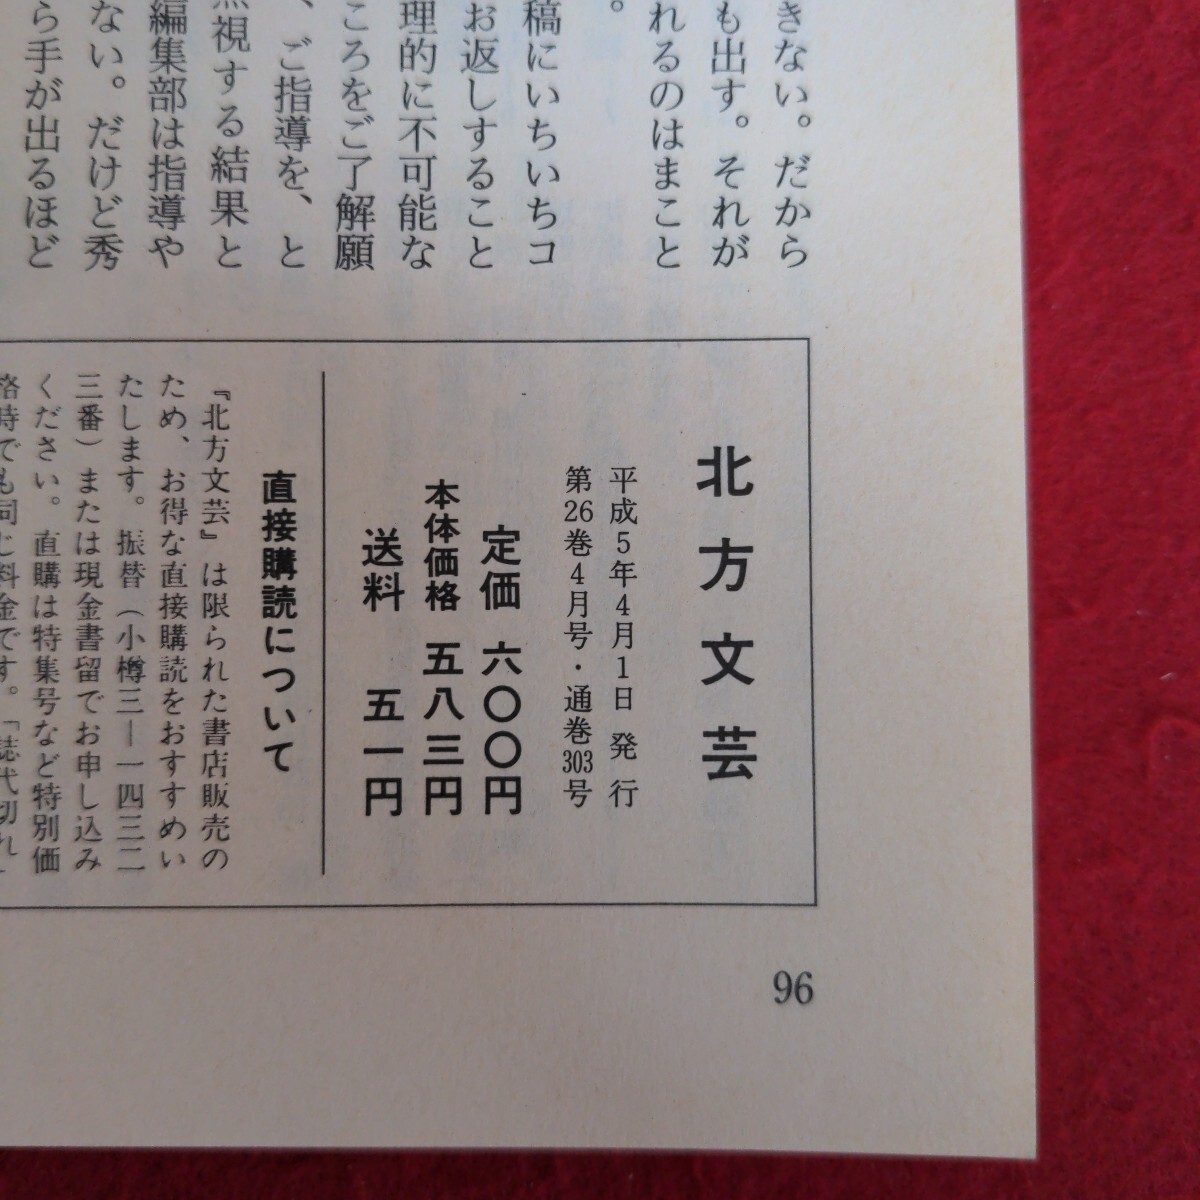 きない。だから
も出す。それが
れるのはまこと
。
稿にいちいちコ
お返しすること
理的に不可能な
ころをご了解願
、ご指導を、と
視する結果と
編集部は指導や
ない。だけど秀
ら手が出るほど
北方文芸
平成5年4月1日発行
第26巻4月号・通巻303号
定価 六〇〇円
本体価格 五八三円
送料 五一円
直接購読について
『北方文芸』は限られた書店販売の
ため、お得な直接購読をおすすめい
たします。振替(小樽三―一四三二
三番)または現金書留でお申し込み
ください。直購は特集号など特別価
格時でも同じ料金です。「誌代切れ」
96